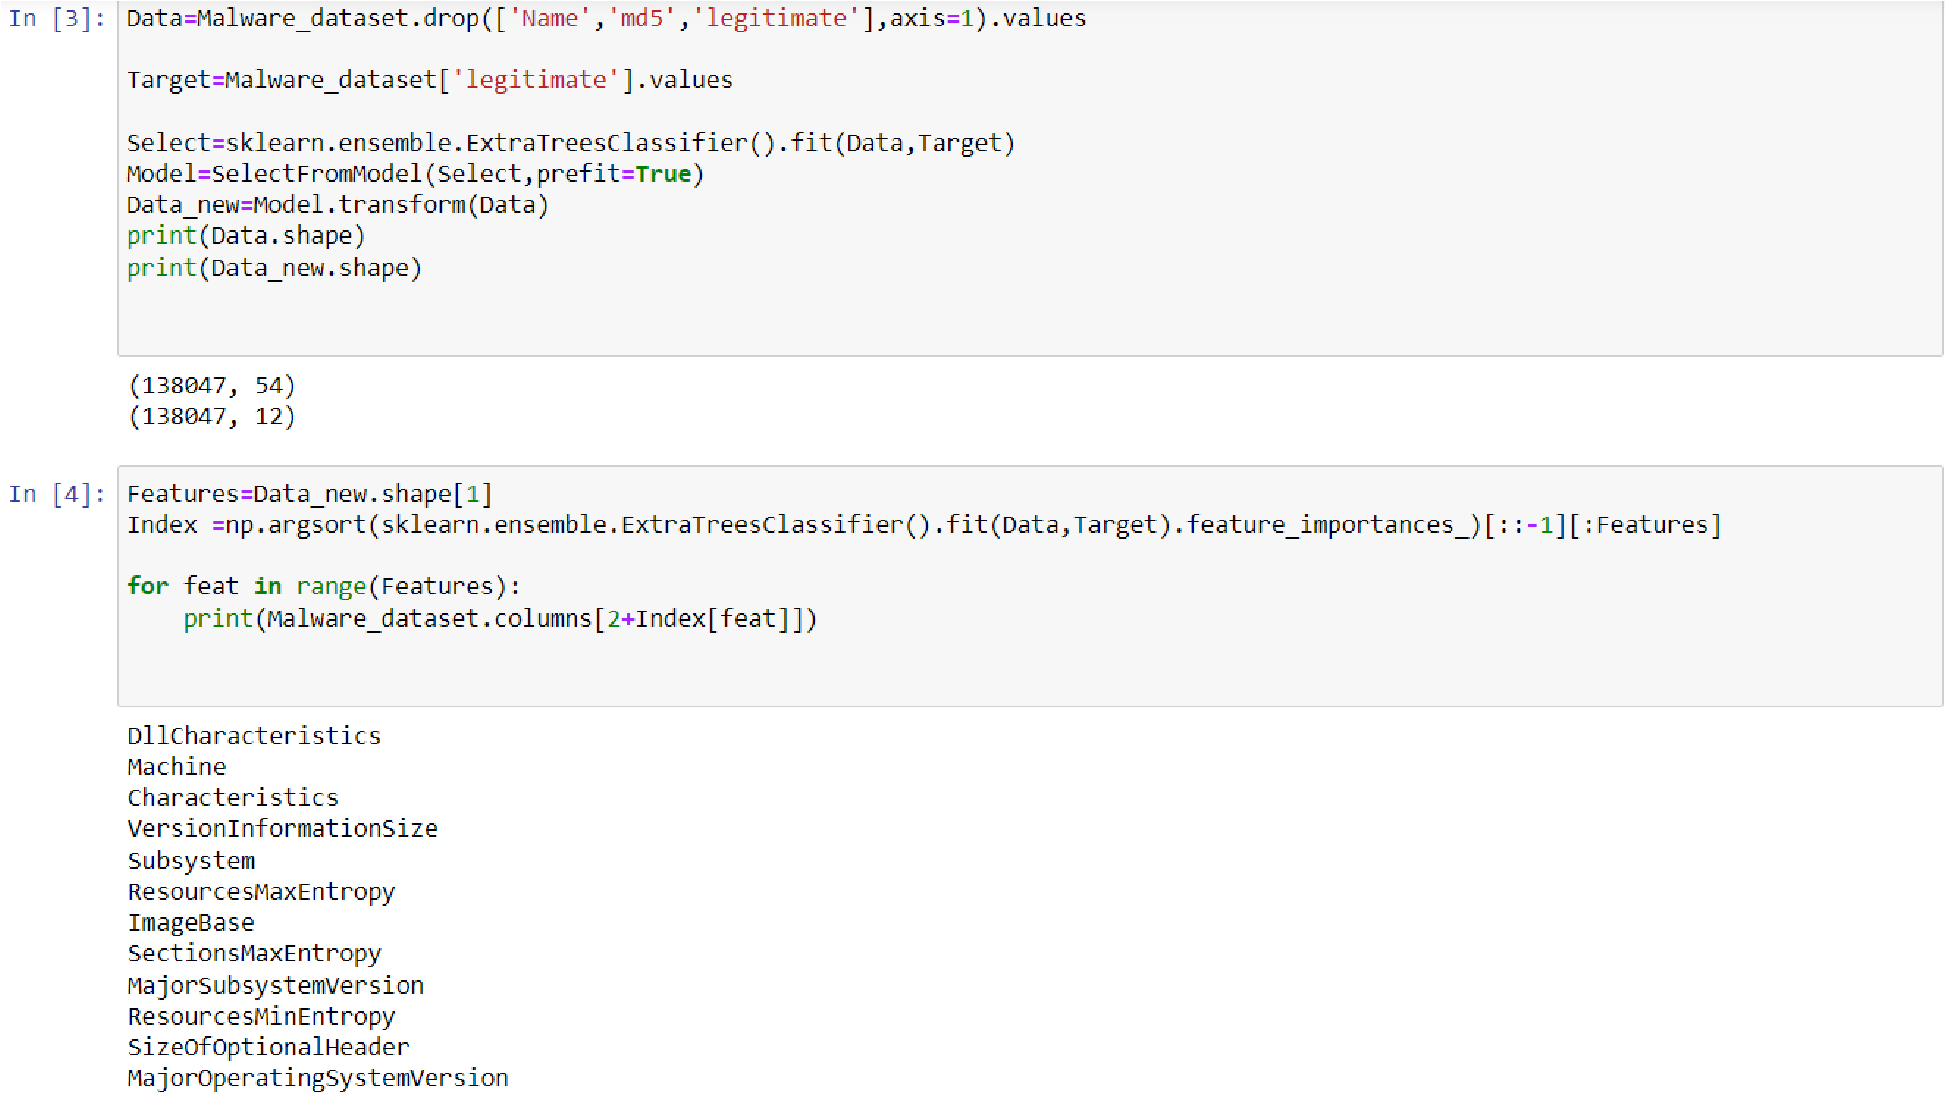 In [3]: Data=Malware_dataset.drop(['Name','md5','legitimate'],axis=1).values
Target=Malware_dataset['legitimate'].values
Select=sklearn.ensemble.ExtraTreesClassifier().fit(Data,Target)
Model=SelectFromModel(Select,prefit=True)
Data_new=Model.transform(Data)
print(Data.shape)
print(Data_new.shape)
(138047, 54)
(138047, 12)
In [4]: Features=Data_new.shape[1]
Index =np.argsort(sklearn.ensemble.ExtraTreesClassifier().fit(Data,Target).feature_importances_)[::-1][:Features]
for feat in range(Features):
    print(Malware_dataset.columns[2+Index[feat]])
DllCharacteristics
Machine
Characteristics
VersionInformationSize
Subsystem
ResourcesMaxEntropy
ImageBase
SectionsMaxEntropy
MajorSubsystemVersion
ResourcesMinEntropy
SizeOfOptionalHeader
MajorOperatingSystemVersion